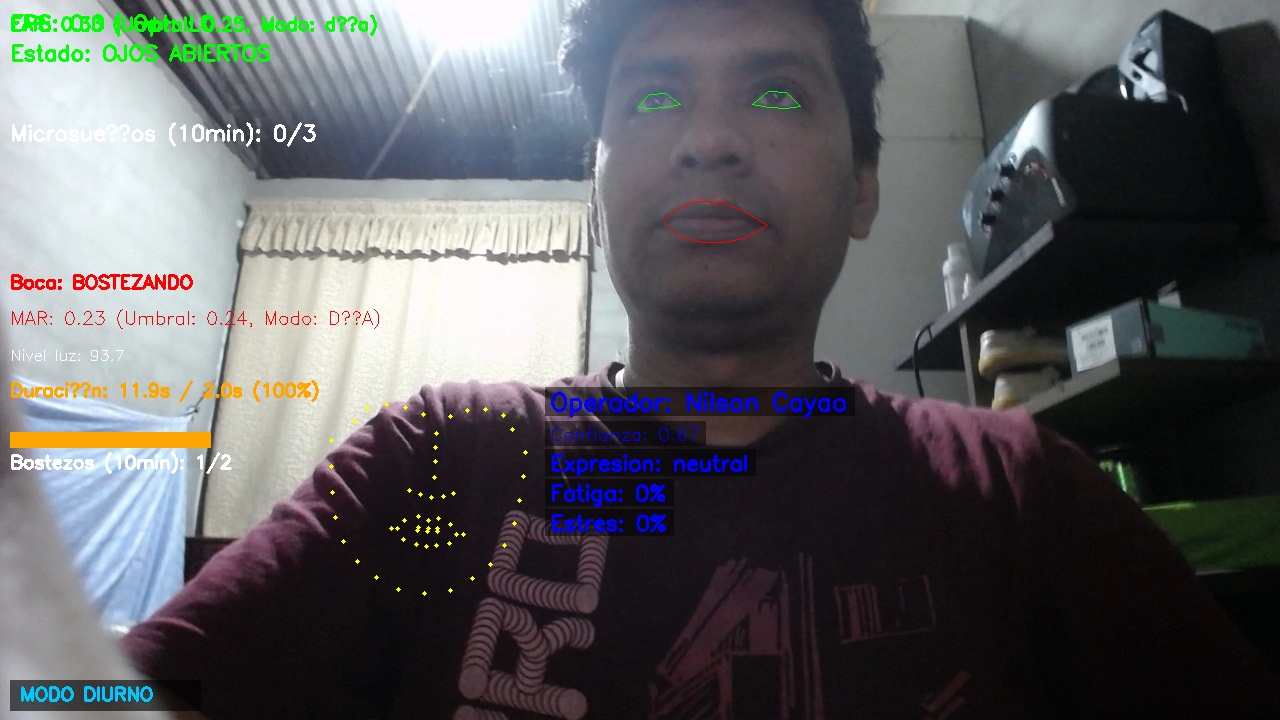 Estado: OJOS ABIERTOS
Microsue??os (10min): 0/3
Boca: BOSTEZANDO
MAR: 0.23 (Umbral: 0.24, Modo: D??A)
Nivel luz: 93.7
Duraci??n: 11.9s / 2.0s (100%)
Bostezos (10min): 1/2
Operador: Nilson Cayao
Confianza: 0.67
Expresion: neutral
Fatiga: 0%
Estres: 0%
MODO DIURNO